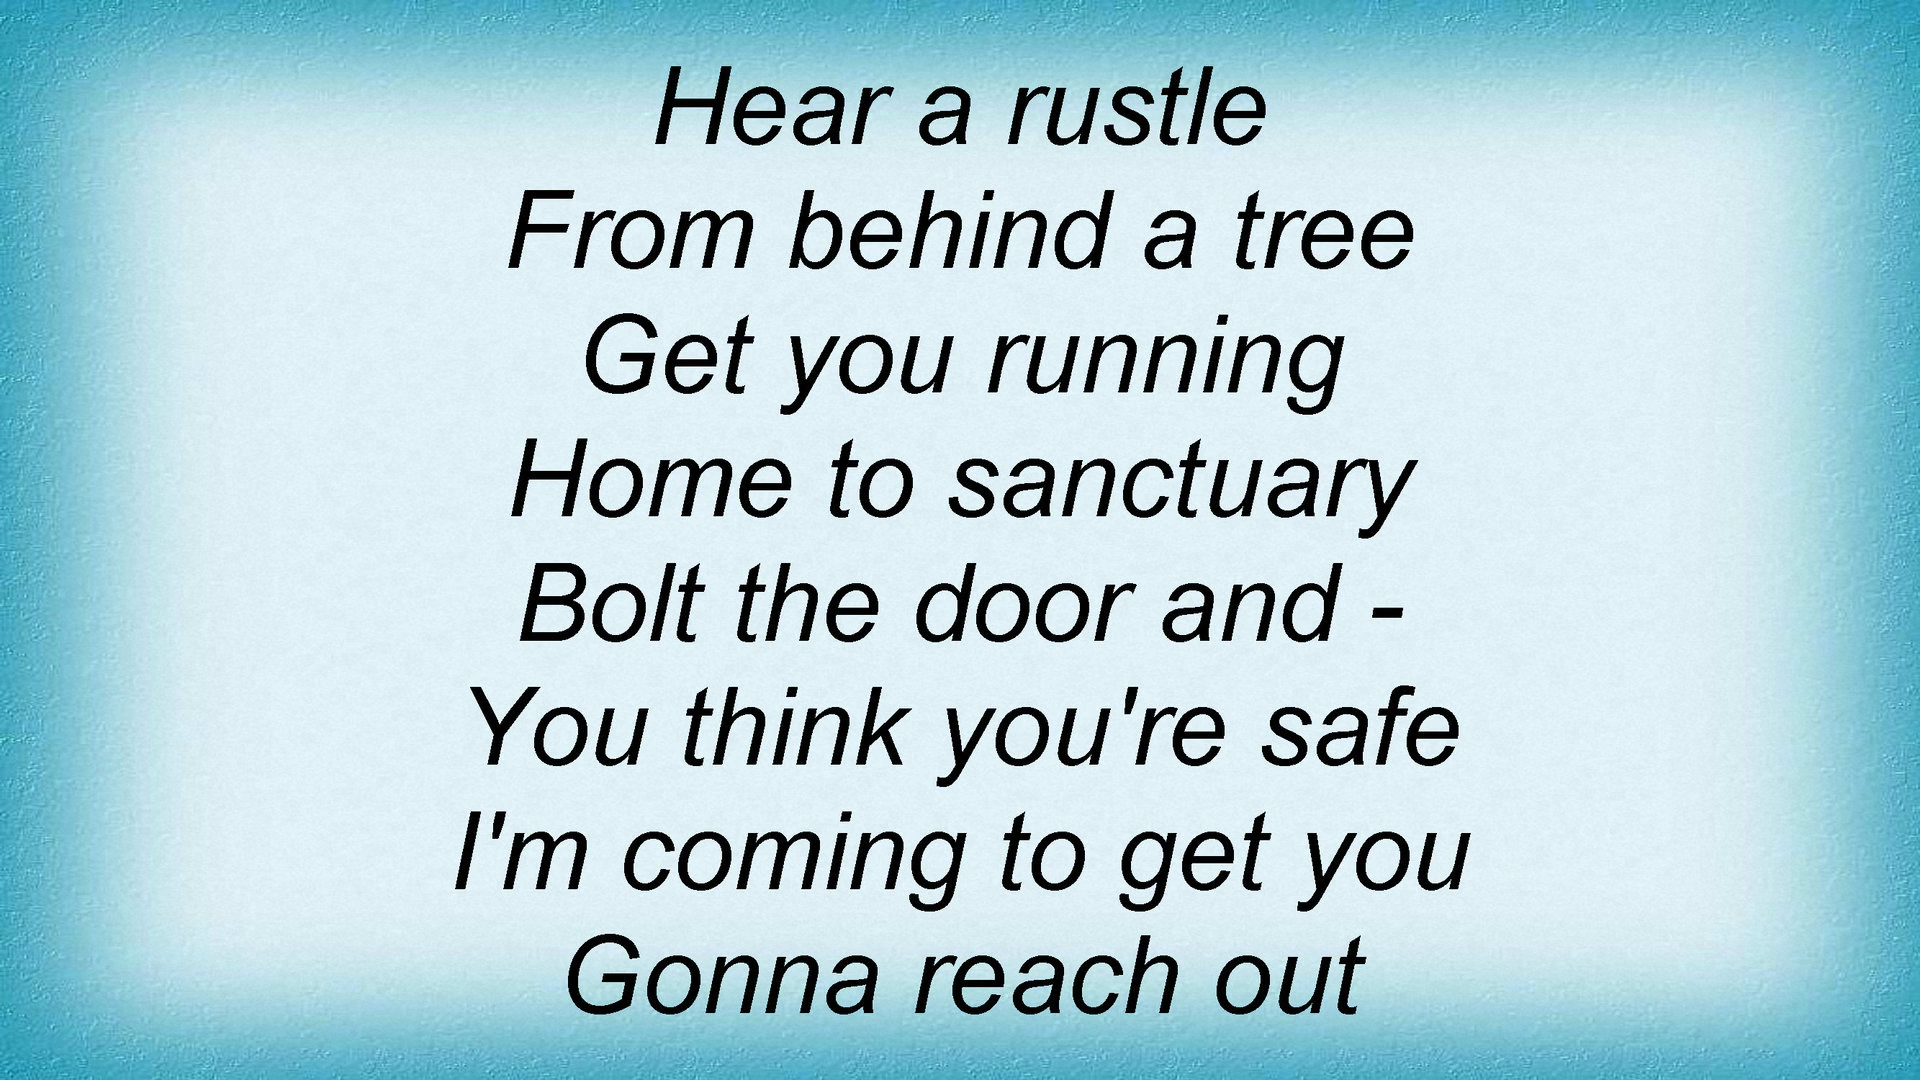 Hear a rustle
From behind a tree
Get you running
Home to sanctuary
Bolt the door and -
You think you're safe
I'm coming to get you
Gonna reach out